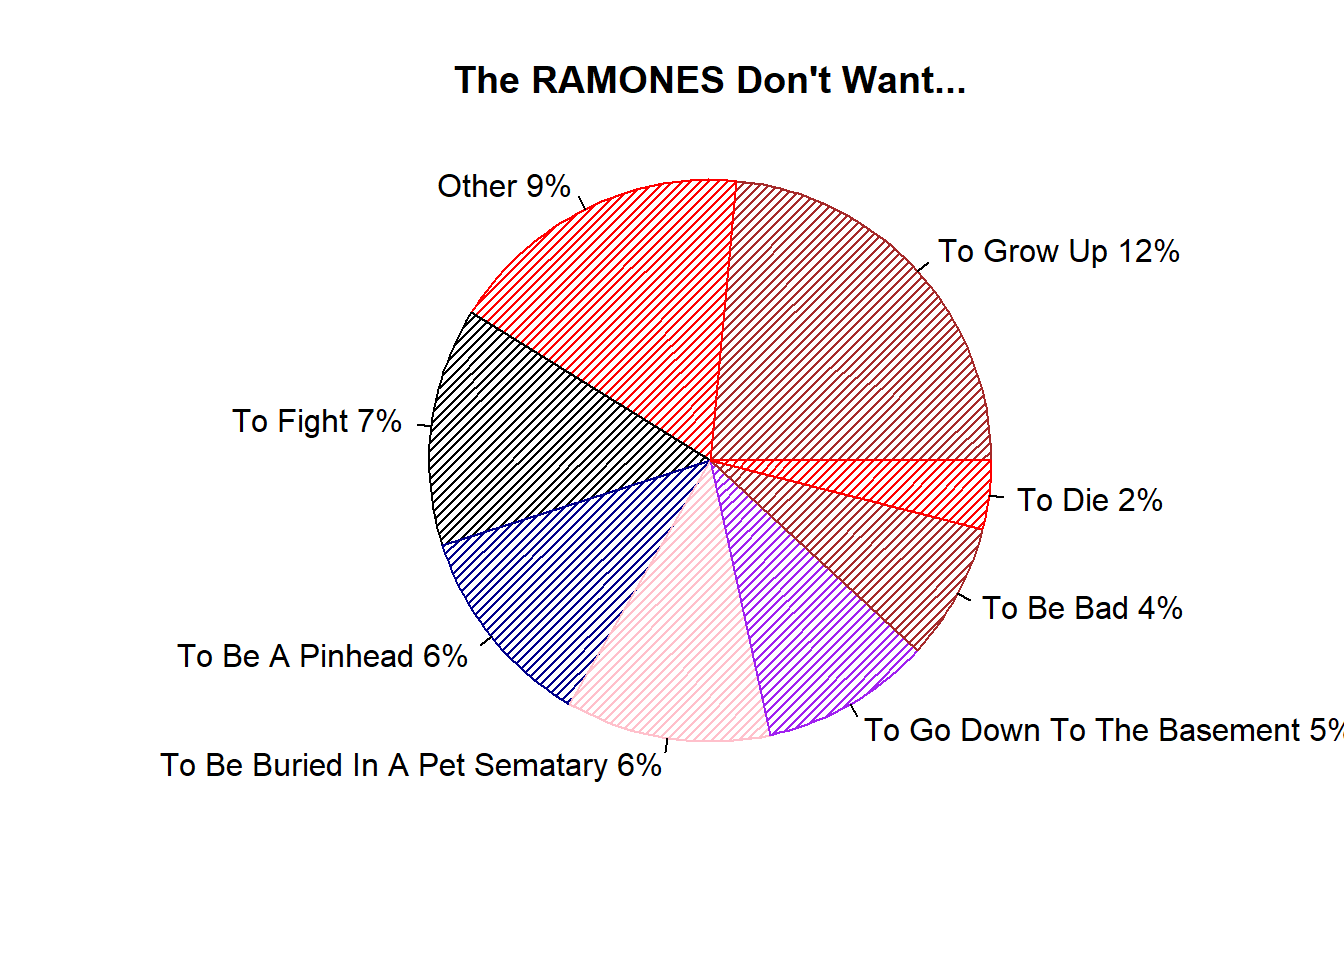 The RAMONES Don't Want...
Other 9%
To Grow Up 12%
To Fight 7%
To Die 2%
To Be Bad 4%
To Be A Pinhead 6%
To Go Down To The Basement 5%
To Be Buried In A Pet Sematary 6%